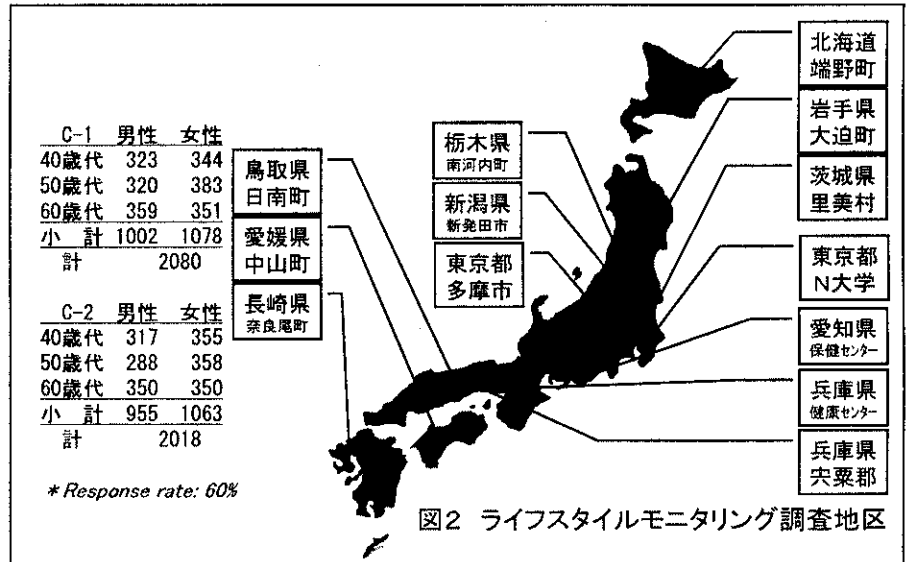 C-1 男性 女性
40歳代 323 344
50歳代 320 383
60歳代 359 351
小 計 1002 1078
計 2080
C-2 男性 女性
40歳代 317 355
50歳代 288 358
60歳代 350 350
小 計 955 1063
計 2018
* Response rate: 60%
鳥取県
日南町
愛媛県
中山町
長崎県
奈良尾町
栃木県
南河内町
新潟県
新発田市
東京都
多摩市
北海道
端野町
岩手県
大迫町
茨城県
里美村
東京都
N大学
愛知県
保健センター
兵庫県
健康センター
兵庫県
宍粟郡
図2 ライフスタイルモニタリング調査地区